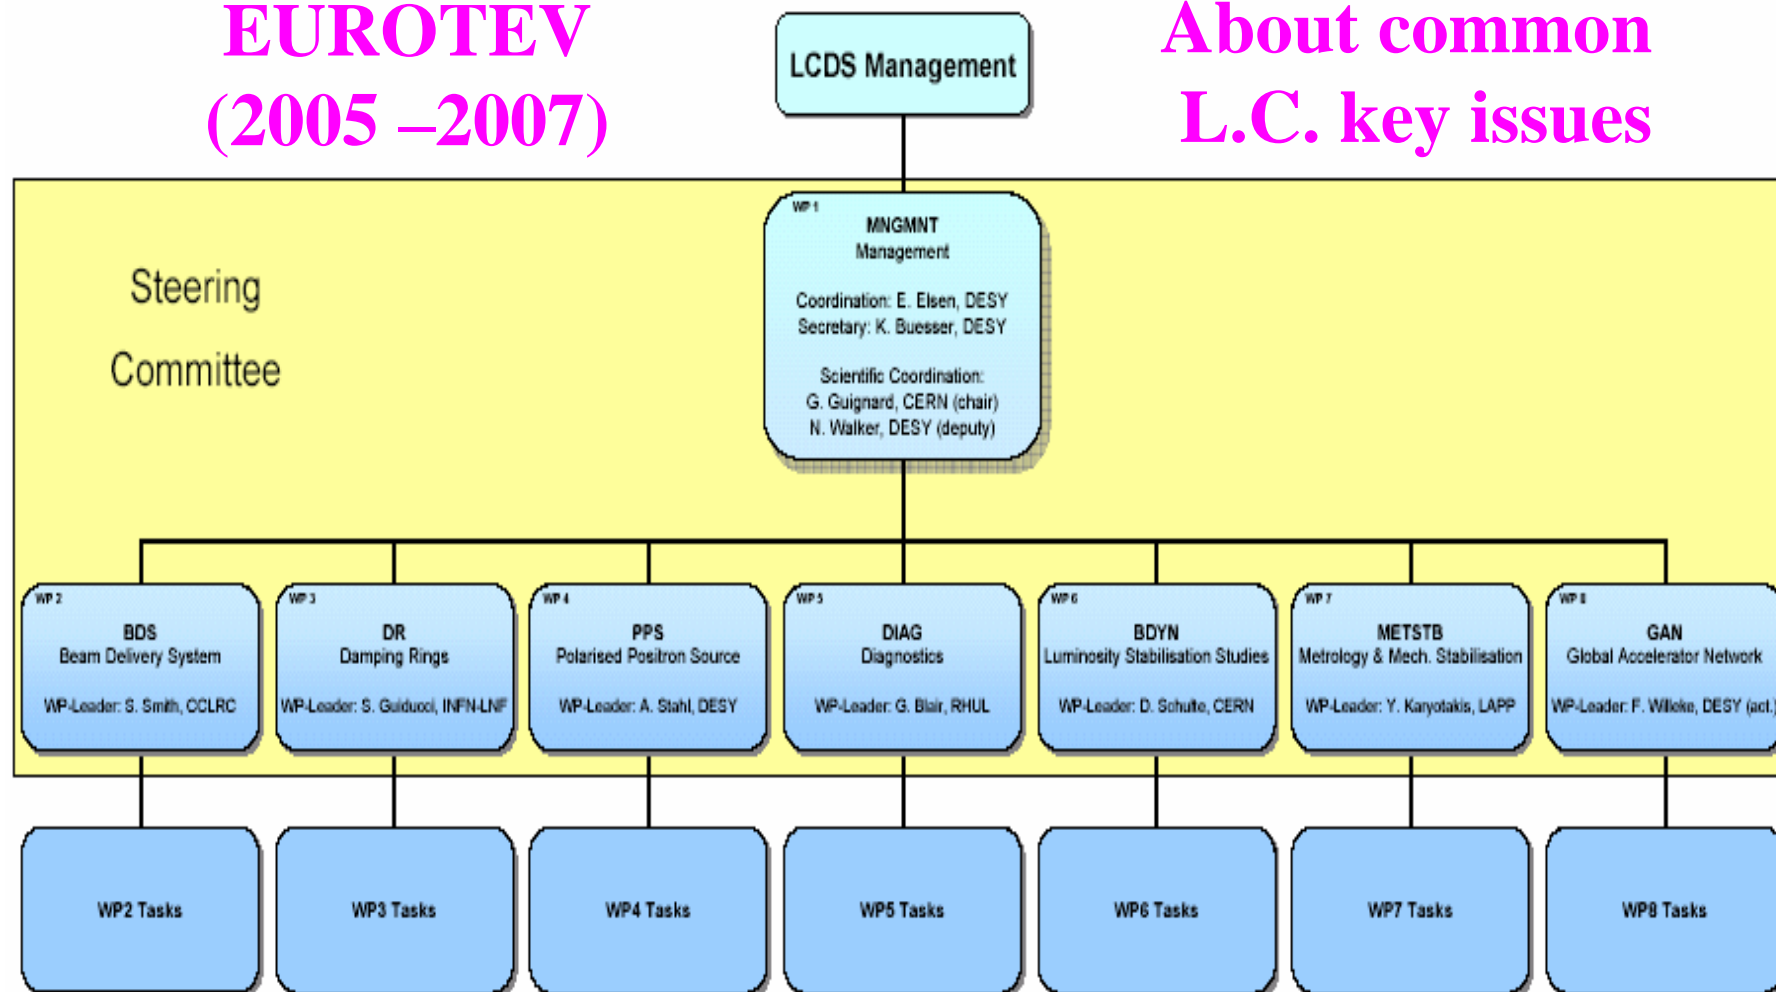 EUROTEV
(2005 –2007)
About common
L.C. key issues
LCDS Management
Steering
Committee
WP 1
MNGMNT
Management
Coordination: E. Elsen, DESY
Secretary: K. Buesser, DESY
Scientific Coordination:
G. Guignard, CERN (chair)
N. Walker, DESY (deputy)
WP 2
BDS
Beam Delivery System
WP-Leader: S. Smith, CCLRC
WP 3
DR
Damping Rings
WP-Leader: S. Guiducci, INFN-LNF
WP 4
PPS
Polarised Positron Source
WP-Leader: A. Stahl, DESY
WP 5
DIAG
Diagnostics
WP-Leader: G. Blair, RHUL
WP 6
BDYN
Luminosity Stabilisation Studies
WP-Leader: D. Schulte, CERN
WP 7
METSTB
Metrology & Mech. Stabilisation
WP-Leader: Y. Karyotakis, LAPP
WP 8
GAN
Global Accelerator Network
WP-Leader: F. Willeke, DESY (act.)
WP2 Tasks
WP3 Tasks
WP4 Tasks
WP5 Tasks
WP6 Tasks
WP7 Tasks
WP8 Tasks